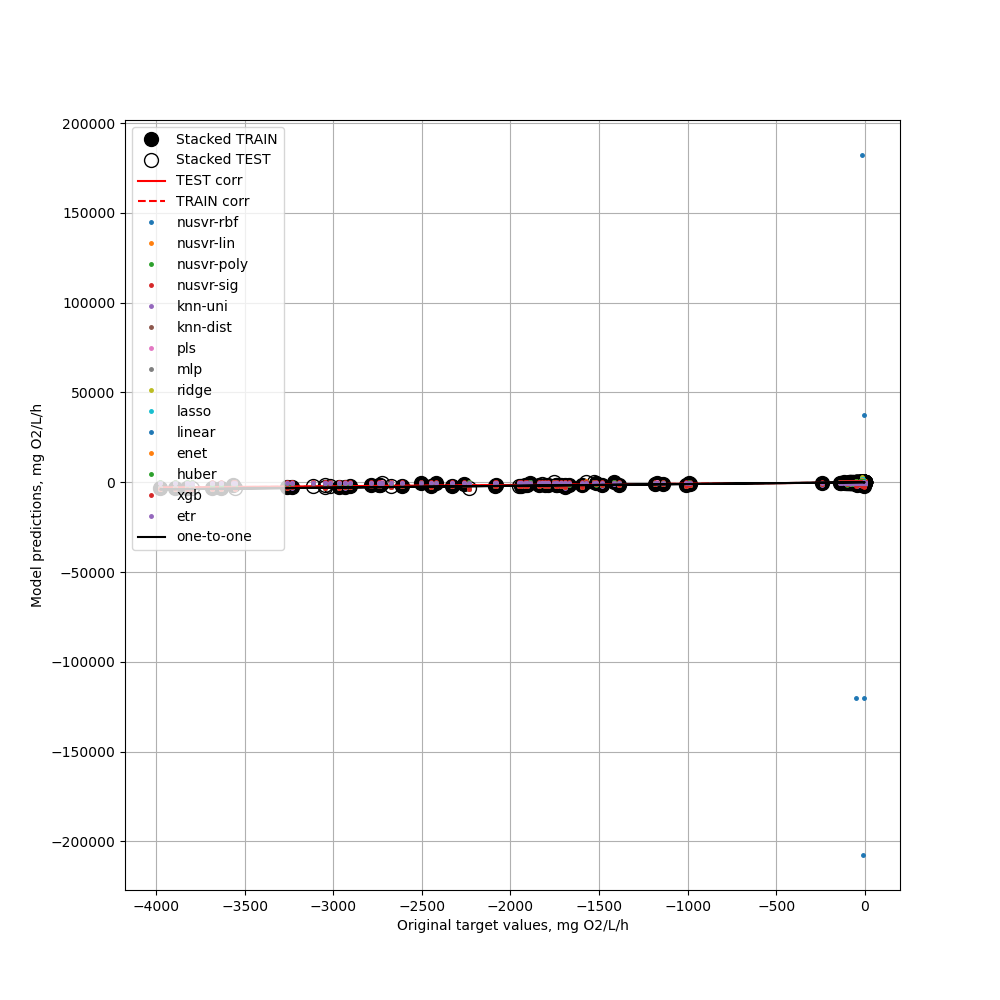 200000
150000
100000
50000
0
−50000
−100000
−150000
−200000
Model predictions, mg O2/L/h
Stacked TRAIN
Stacked TEST
TEST corr
TRAIN corr
nusvr-rbf
nusvr-lin
nusvr-poly
nusvr-sig
knn-uni
knn-dist
pls
mlp
ridge
lasso
linear
enet
huber
xgb
etr
one-to-one
−4000 −3500 −3000 −2500 −2000 −1500 −1000 −500 0
Original target values, mg O2/L/h